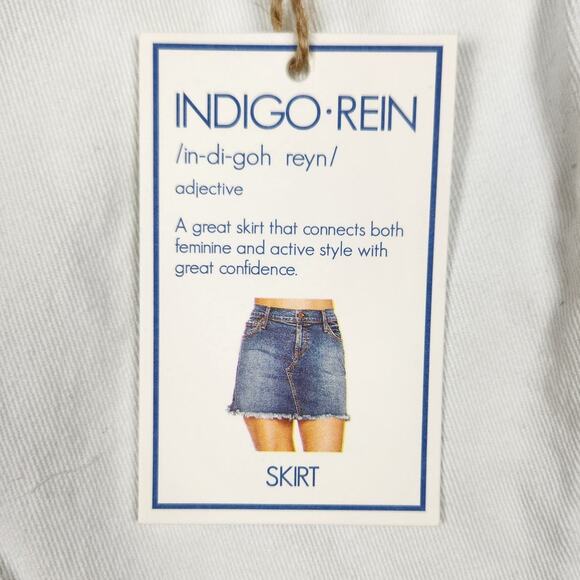 INDIGO·REIN
/in-di-goh reyn/
adjective
A great skirt that connects both
feminine and active style with
great confidence.
SKIRT